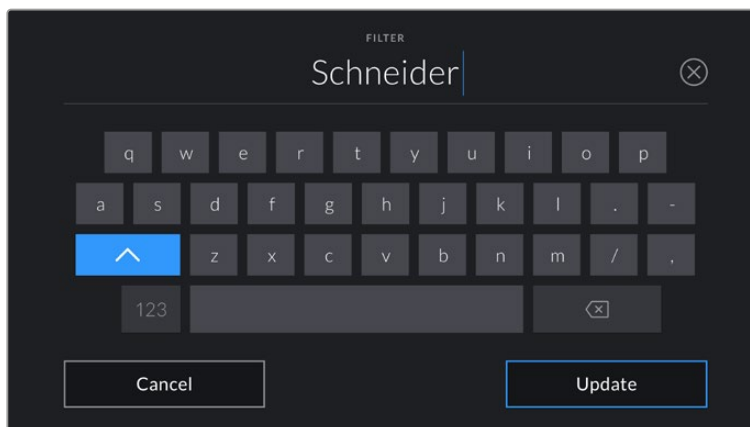 FILTER
Schneider
q w e r t y u i o p
a s d f g h j k l . -
z x c v b n m / ,
123
Cancel Update